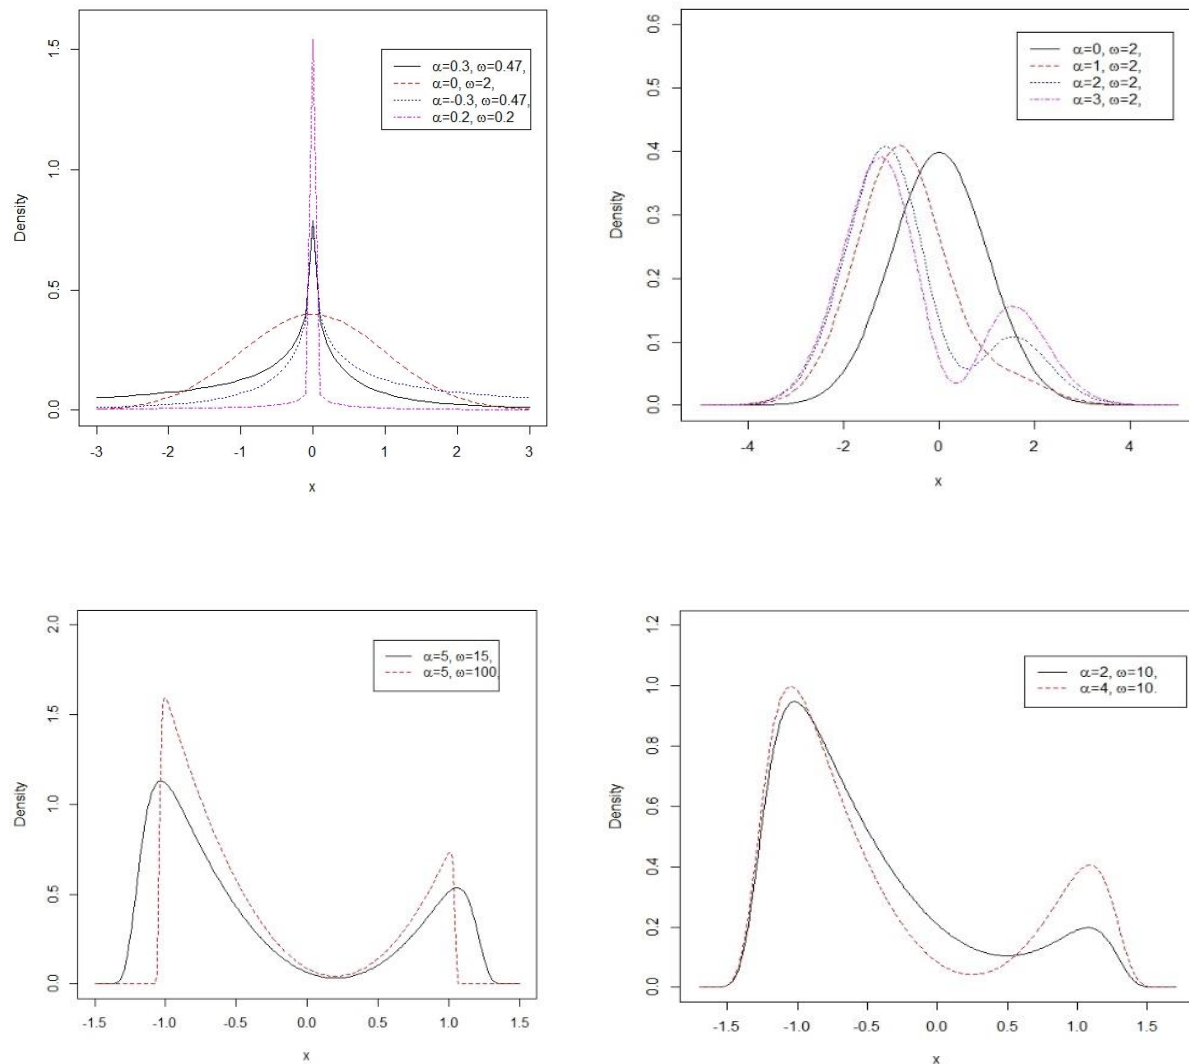 1.5
1.0
0.5
0.0
Density
-3
-2
-1
0
1
2
3
x
α=0.3, ω=0.47,
α=0, ω=2,
α=-0.3, ω=0.47,
α=0.2, ω=0.2
0.6
0.5
0.4
0.3
0.2
0.1
0.0
Density
-4
-2
0
2
4
x
α=0, ω=2,
α=1, ω=2,
α=2, ω=2,
α=3, ω=2,
2.0
1.5
1.0
0.5
0.0
Density
-1.5
-1.0
-0.5
0.0
0.5
1.0
1.5
x
α=5, ω=15,
α=5, ω=100,
1.2
1.0
0.8
0.6
0.4
0.2
0.0
Density
-1.5
-1.0
-0.5
0.0
0.5
1.0
1.5
x
α=2, ω=10,
α=4, ω=10.